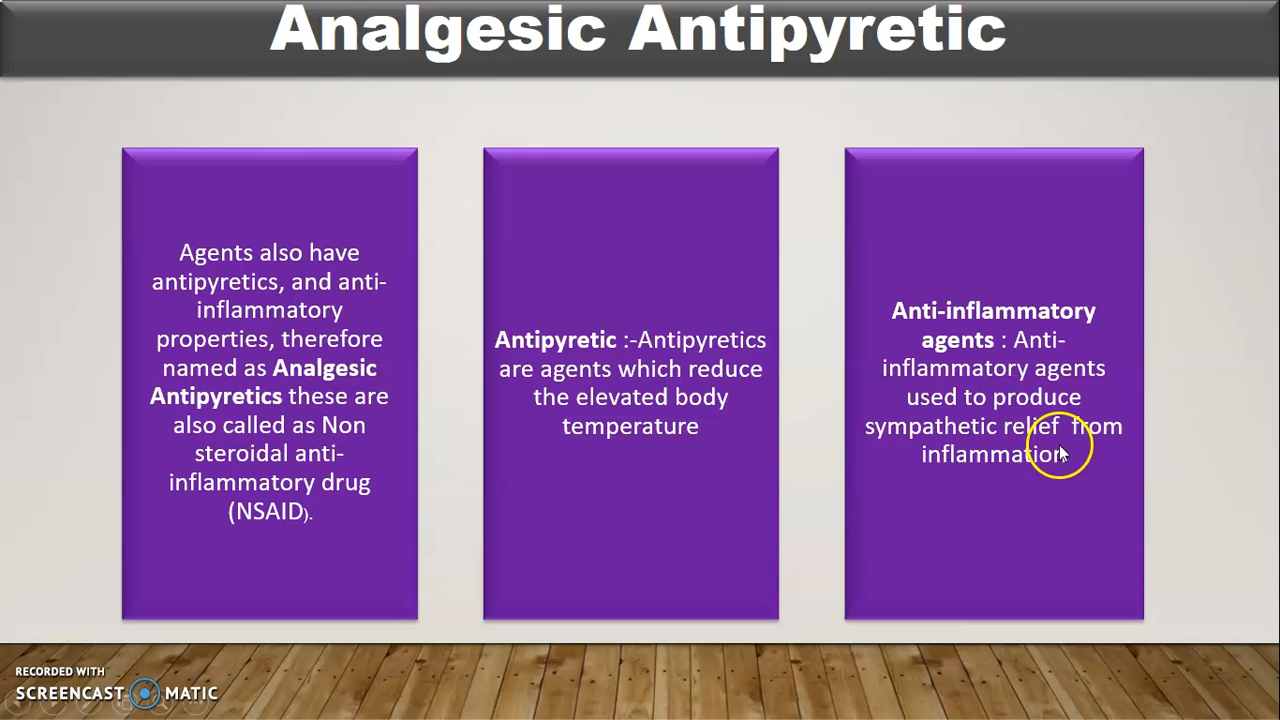 Analgesic Antipyretic
Agents also have
antipyretics, and anti-
inflammatory
properties, therefore
named as Analgesic
Antipyretics these are
also called as Non
steroidal anti-
inflammatory drug
(NSAID).
Antipyretic :-Antipyretics
are agents which reduce
the elevated body
temperature
Anti-inflammatory
agents : Anti-
inflammatory agents
used to produce
sympathetic relief from
inflammation
RECORDED WITH
SCREENCAST MATIC